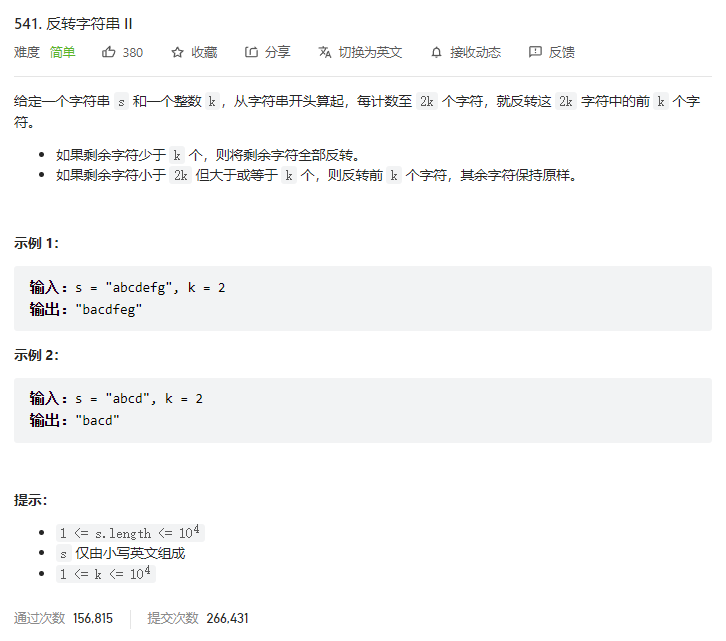 541. 反转字符串 II
难度 简单 380 收藏 分享 切换为英文 接收动态 反馈
给定一个字符串 s 和一个整数 k，从字符串开头算起，每计数至 2k 个字符，就反转这 2k 字符中的前 k 个字
符。
如果剩余字符少于 k 个，则将剩余字符全部反转。
如果剩余字符小于 2k 但大于或等于 k 个，则反转前 k 个字符，其余字符保持原样。
示例 1：
输入：s = "abcdefg", k = 2
输出："bacdfeg"
示例 2：
输入：s = "abcd", k = 2
输出："bacd"
提示：
1 <= s.length <= 10⁴
s 仅由小写英文组成
1 <= k <= 10⁴
通过次数 156,815 提交次数 266,431